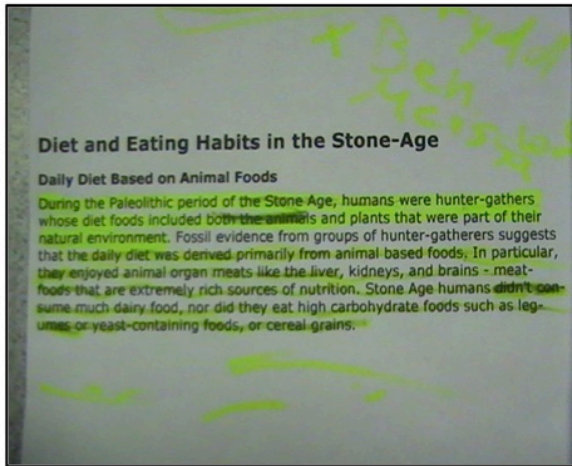 Ben
Diet and Eating Habits in the Stone-Age
Daily Diet Based on Animal Foods
During the Paleolithic period of the Stone Age, humans were hunter-gathers
whose diet foods included both the animals and plants that were part of their
natural environment. Fossil evidence from groups of hunter-gatherers suggests
that the daily diet was derived primarily from animal based foods. In particular,
they enjoyed animal organ meats like the liver, kidneys, and brains - meat-
foods that are extremely rich sources of nutrition. Stone Age humans didn't con-
sume much dairy food, nor did they eat high carbohydrate foods such as leg-
umes or yeast-containing foods, or cereal grains.